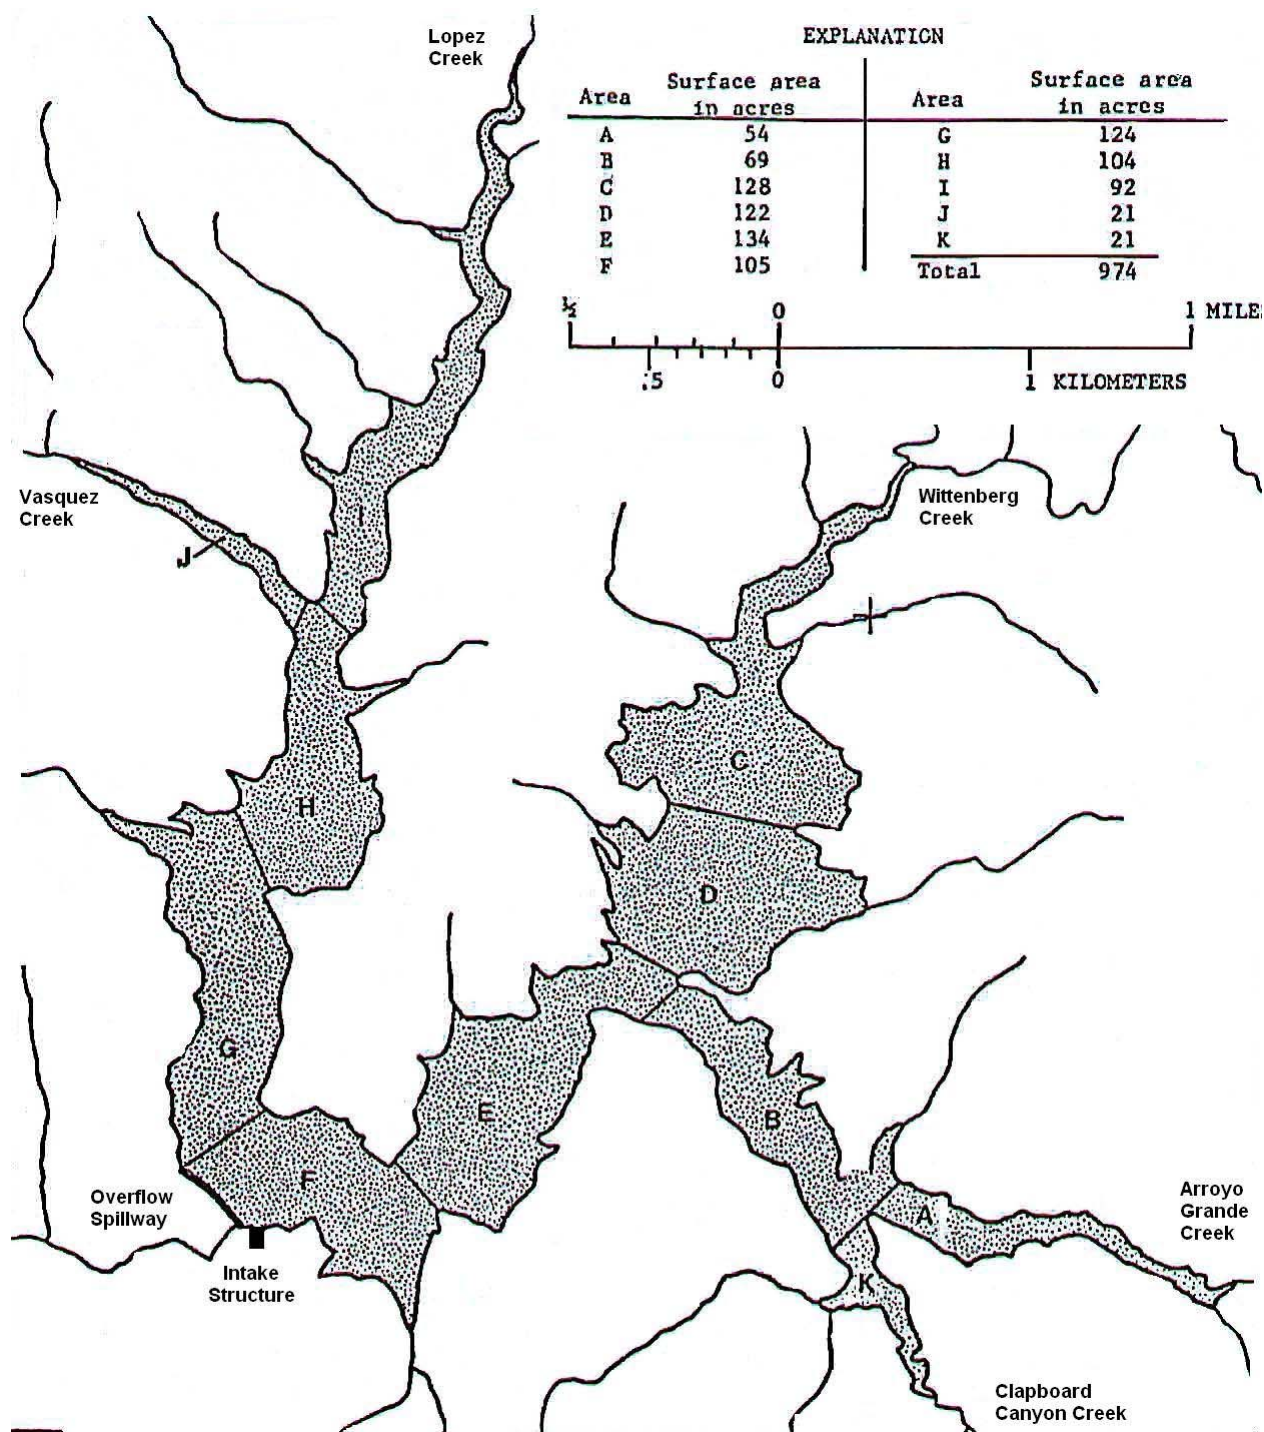 Lopez
Creek
EXPLANATION
Area Surface area in acres Area Surface area in acres
A 54 G 124
B 69 H 104
C 128 I 92
D 122 J 21
E 134 K 21
F 105 Total 974
½ 0 1 MILES
.5 0 1 KILOMETERS
Vasquez
Creek
J
I
Wittenberg
Creek
C
H
D
G
E
B
F
Overflow
Spillway
A
Arroyo
Grande
Creek
Intake
Structure
K
Clapboard
Canyon Creek